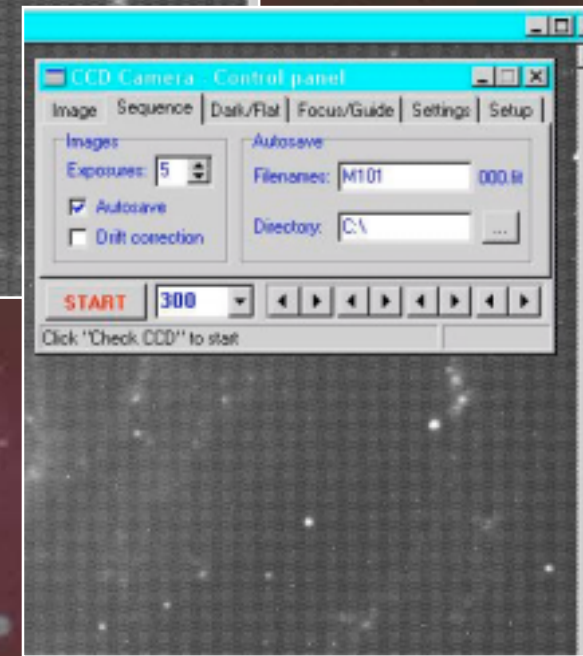 CCD Camera - Control panel
Image Sequence Dark/Flat Focus/Guide Settings Setup
Images Autosave
Exposures: 5 Filenames: M101 000.fit
Autosave
Drift correction Directory: C:\ ...
START 300
Click "Check CCD" to start